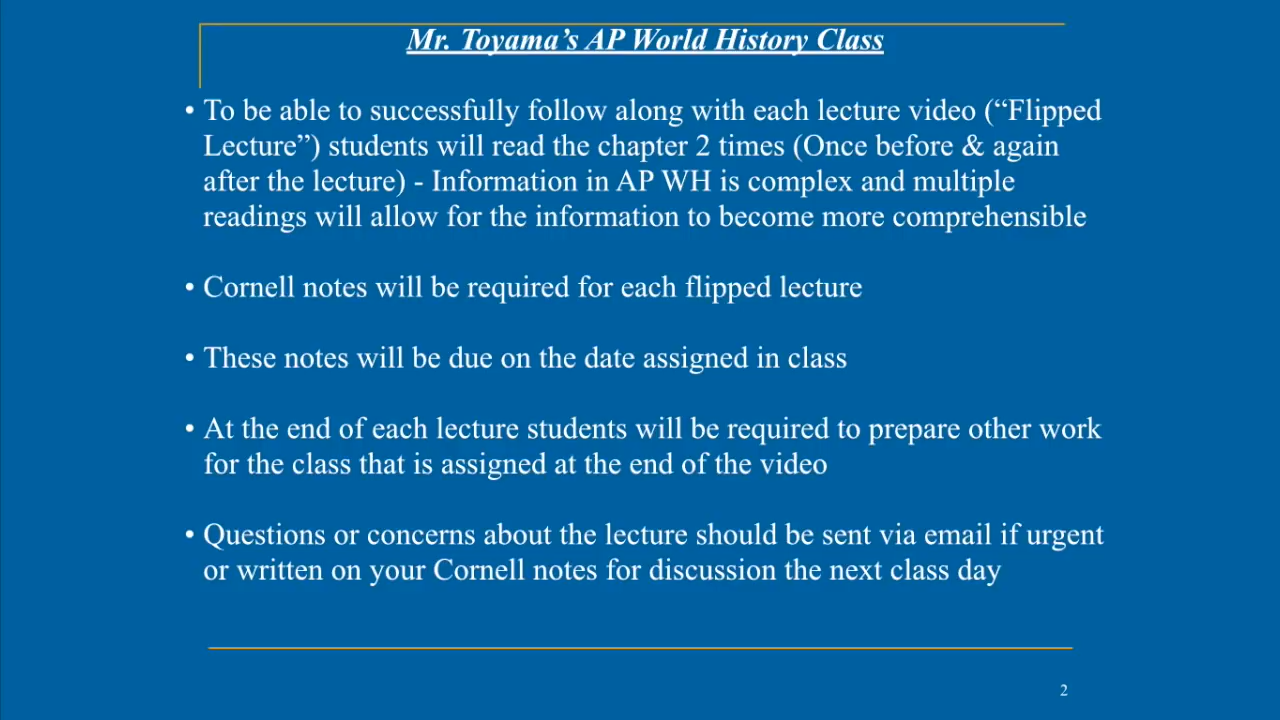 Mr. Toyama’s AP World History Class
• To be able to successfully follow along with each lecture video (“Flipped
Lecture”) students will read the chapter 2 times (Once before & again
after the lecture) - Information in AP WH is complex and multiple
readings will allow for the information to become more comprehensible
• Cornell notes will be required for each flipped lecture
• These notes will be due on the date assigned in class
• At the end of each lecture students will be required to prepare other work
for the class that is assigned at the end of the video
• Questions or concerns about the lecture should be sent via email if urgent
or written on your Cornell notes for discussion the next class day
2